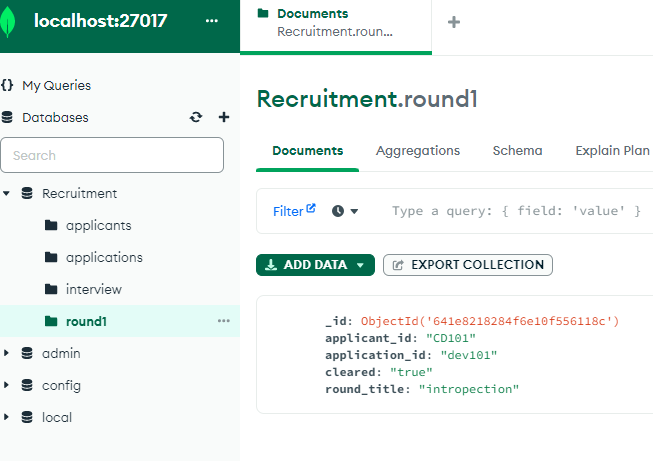 localhost:27017
...
{} My Queries
Databases
Search
Recruitment
applicants
applications
interview
round1
...
admin
config
local
Documents
Recruitment.roun...
+
Recruitment.round1
Documents Aggregations Schema Explain Plan
Filter Type a query: { field: 'value' }
ADD DATA EXPORT COLLECTION
_id: ObjectId('641e8218284f6e10f556118c')
applicant_id: "CD101"
application_id: "dev101"
cleared: "true"
round_title: "intropection"